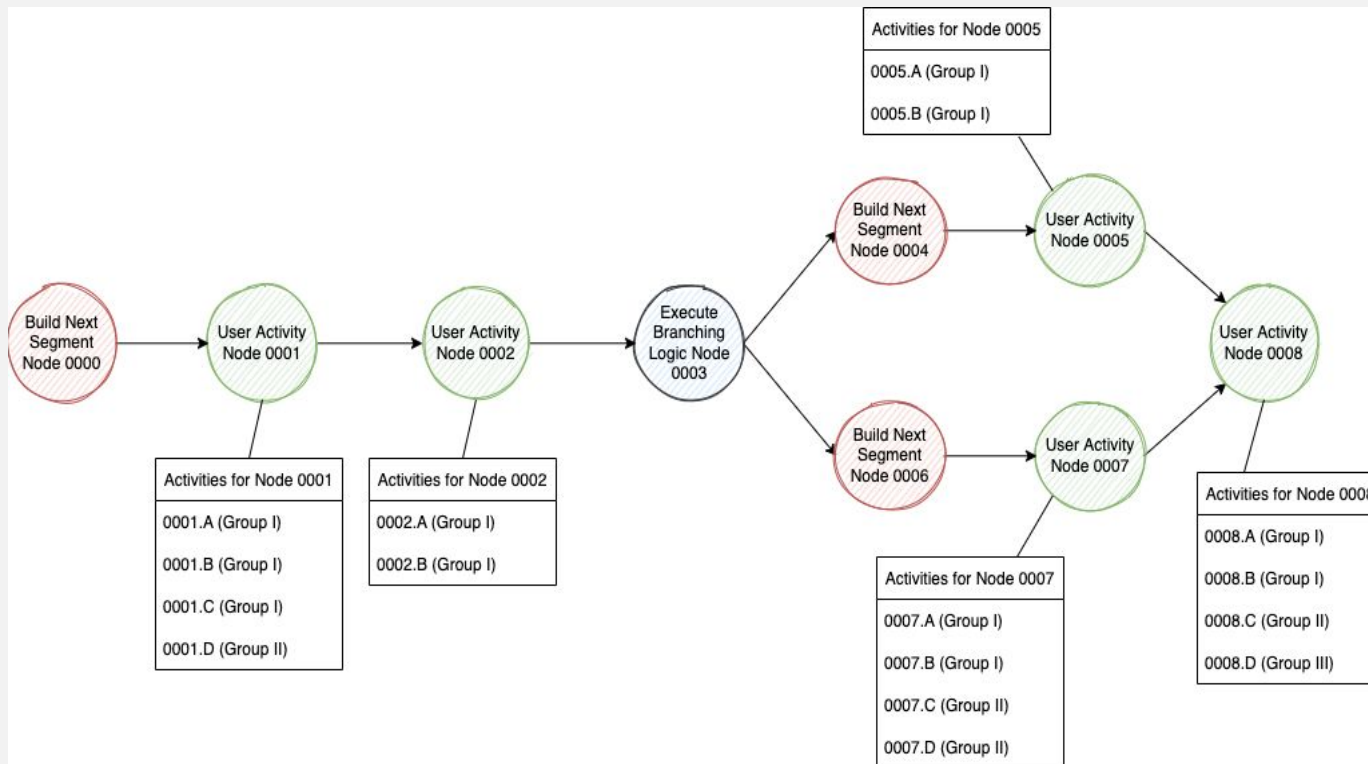 Activities for Node 0005
0005.A (Group I)
0005.B (Group I)
Build Next
Segment
Node 0004
User Activity
Node 0005
Build Next
Segment
Node 0000
User Activity
Node 0001
User Activity
Node 0002
Execute
Branching
Logic Node
0003
User Activity
Node 0008
Build Next
Segment
Node 0006
User Activity
Node 0007
Activities for Node 0001
0001.A (Group I)
0001.B (Group I)
0001.C (Group I)
0001.D (Group II)
Activities for Node 0002
0002.A (Group I)
0002.B (Group I)
Activities for Node 0007
0007.A (Group I)
0007.B (Group I)
0007.C (Group II)
0007.D (Group II)
Activities for Node 0008
0008.A (Group I)
0008.B (Group I)
0008.C (Group II)
0008.D (Group III)